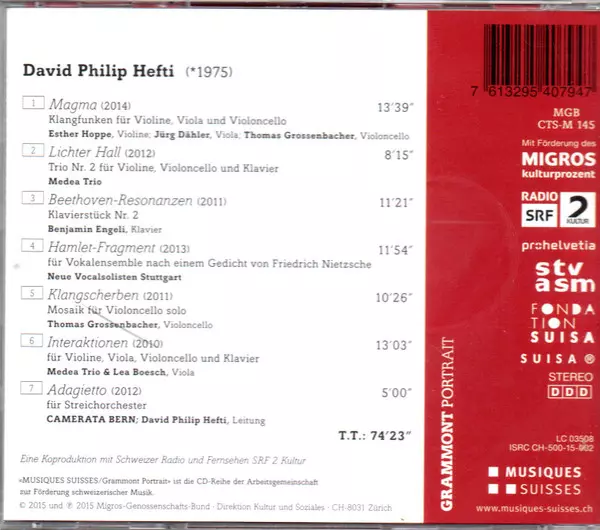 David Philip Hefti (*1975)
1 Magma (2014) 13'39"
Klangfunken für Violine, Viola und Violoncello
Esther Hoppe, Violine; Jürg Dähler, Viola; Thomas Grossenbacher, Violoncello
2 Lichter Hall (2012) 8'15"
Trio Nr. 2 für Violine, Violoncello und Klavier
Medea Trio
3 Beethoven-Resonanzen (2011) 11'21"
Klavierstück Nr. 2
Benjamin Engeli, Klavier
4 Hamlet-Fragment (2013) 11'54"
für Vokalensemble nach einem Gedicht von Friedrich Nietzsche
Neue Vocalsolisten Stuttgart
5 Klangscherben (2011) 10'26"
Mosaik für Violoncello solo
Thomas Grossenbacher, Violoncello
6 Interaktionen (2010) 13'03"
für Violine, Viola, Violoncello und Klavier
Medea Trio & Lea Boesch, Viola
7 Adagietto (2012) 5'00"
für Streichorchester
CAMERATA BERN; David Philip Hefti, Leitung
T.T.: 74'23"
Eine Koproduktion mit Schweizer Radio und Fernsehen SRF 2 Kultur
«MUSIQUES SUISSES/Grammont Portrait» ist die CD-Reihe der Arbeitsgemeinschaft
zur Förderung schweizerischer Musik.
© 2015 und ℗ 2015 Migros-Genossenschafts-Bund · Direktion Kultur und Soziales · CH-8031 Zürich
GRAMMONT PORTRAIT
7 613295 407947
MGB
CTS-M 145
Mit Förderung des
MIGROS
kulturprozent
RADIO
SRF 2
KULTUR
prohelvetia
stv
asm
FONDA
TION
SUISA
SUISA ®
STEREO
DDD
LC 03508
ISRC CH-500-15-902
MUSIQUES
SUISSES
www.musiques-suisses.ch